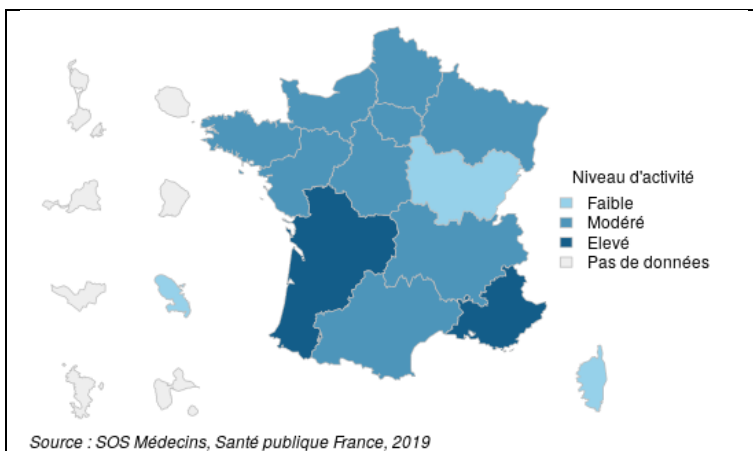 Niveau d'activité
Faible
Modéré
Elevé
Pas de données
Source : SOS Médecins, Santé publique France, 2019